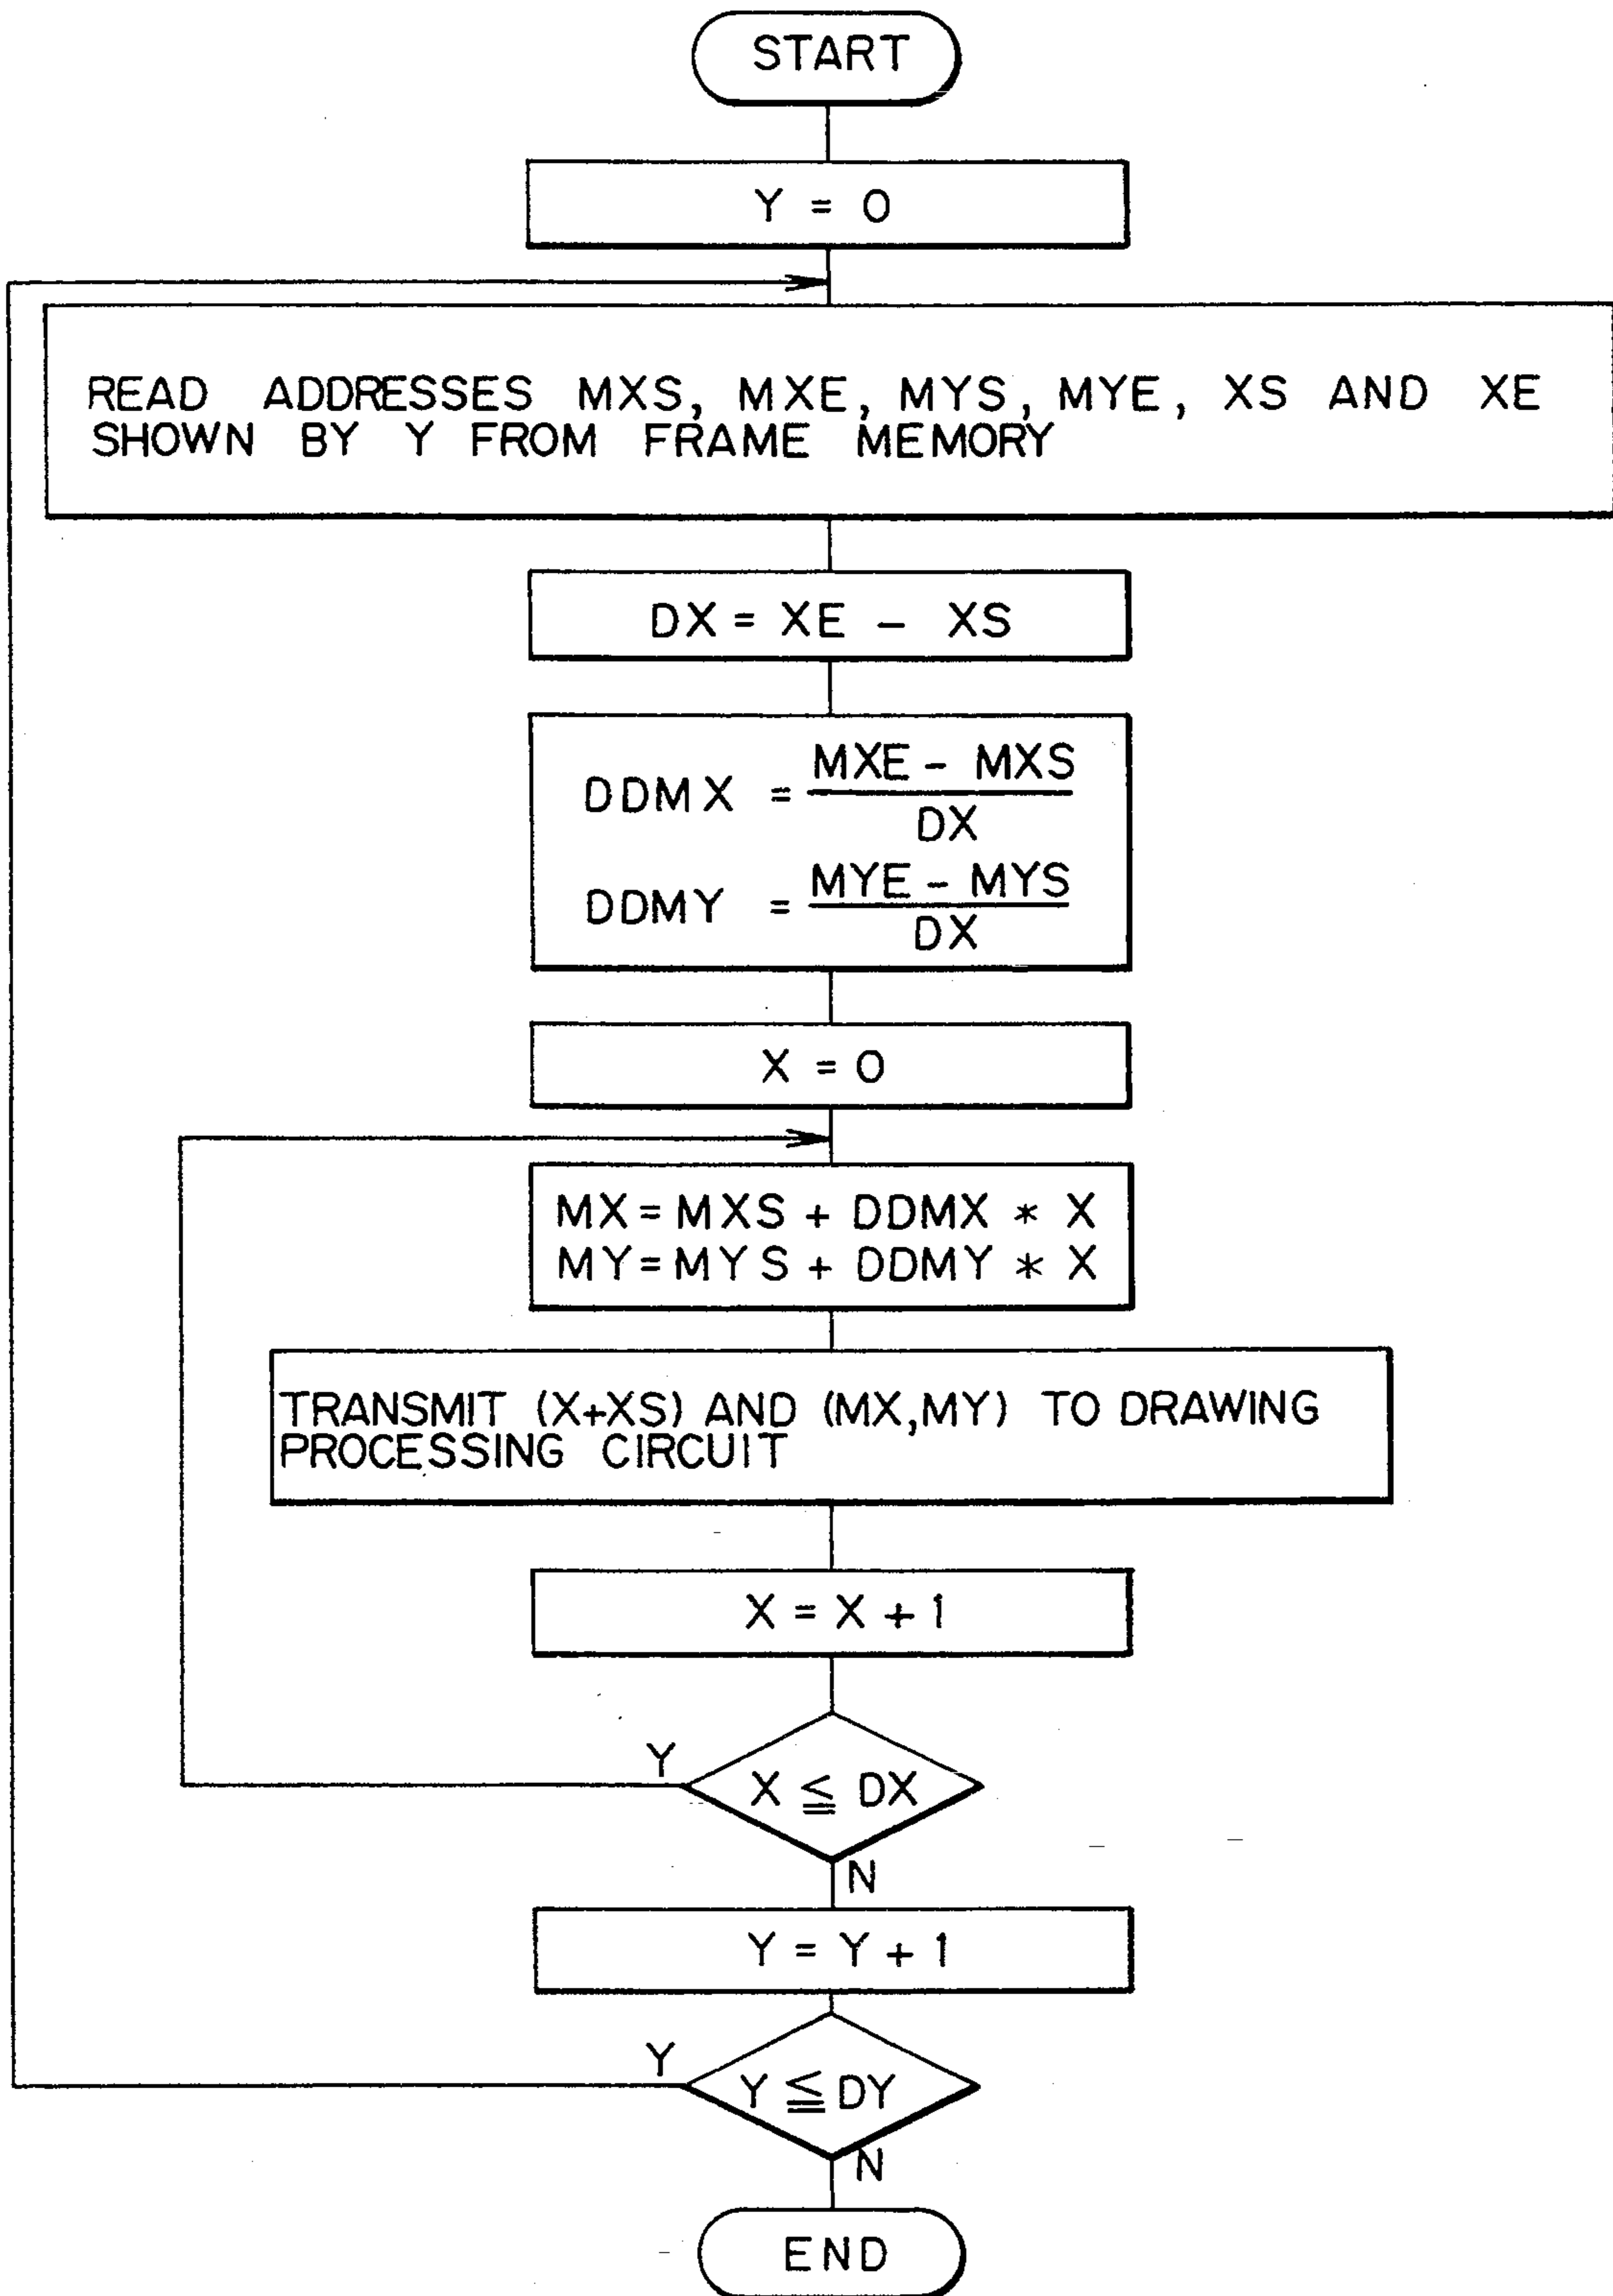 START
Y = 0
READ ADDRESSES MXS, MXE, MYS, MYE, XS AND XE
SHOWN BY Y FROM FRAME MEMORY
DX = XE - XS
DDMX = MXE - MXS
DX
DDMY = MYE - MYS
DX
X = 0
MX = MXS + DDMX * X
MY = MYS + DDMY * X
TRANSMIT (X+XS) AND (MX,MY) TO DRAWING
PROCESSING CIRCUIT
X = X + 1
Y
X ≦ DX
N
Y = Y + 1
Y
Y ≦ DY
N
END